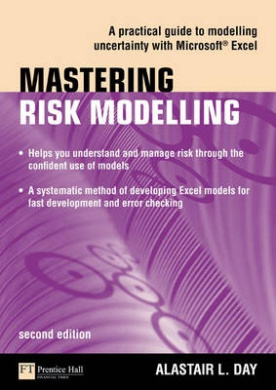 A practical guide to modelling
uncertainty with Microsoft® Excel
MASTERING
RISK MODELLING
• Helps you understand and manage risk through the
confident use of models
• A systematic method of developing Excel models for
fast development and error checking
second edition
FT Prentice Hall
FINANCIAL TIMES
ALASTAIR L. DAY